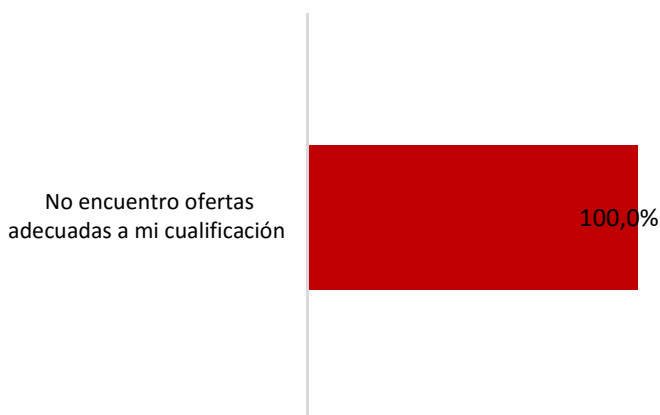 No encuentro ofertas
adecuadas a mi cualificación
100,0%